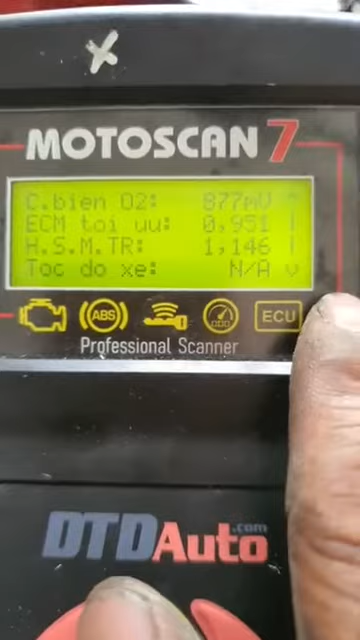 MOTOSCAN 7
C.bien O2: 877mV
ECM toi uu: 0,951
H.S.M.TR: 1,146
Toc do xe: N/A v
ABS
ECU
Professional Scanner
DTDAuto.com